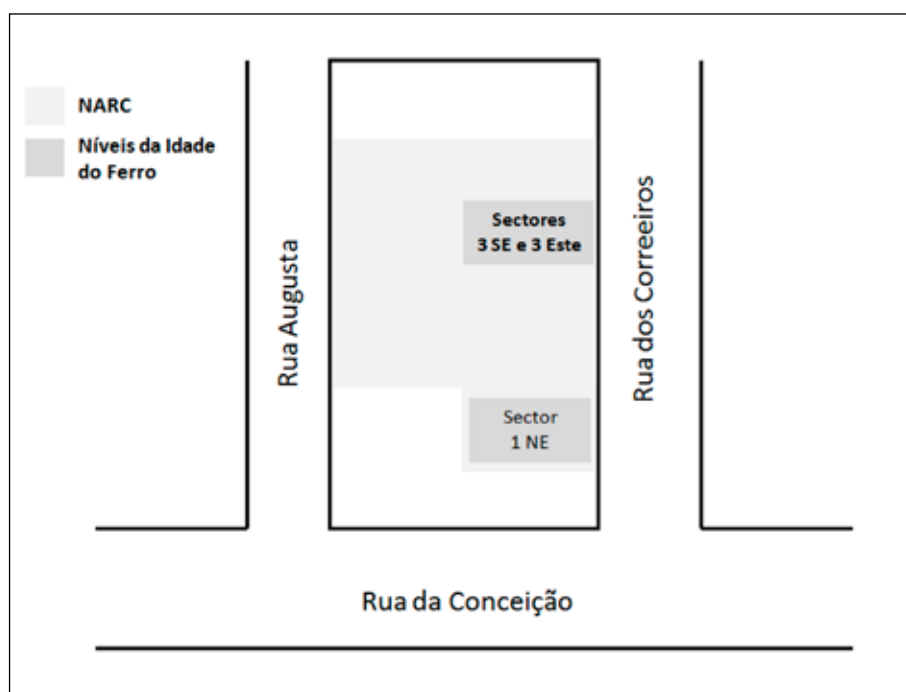 NARC
Níveis da Idade
do Ferro
Sectores
3 SE e 3 Este
Rua Augusta
Rua dos Correeiros
Sector
1 NE
Rua da Conceição